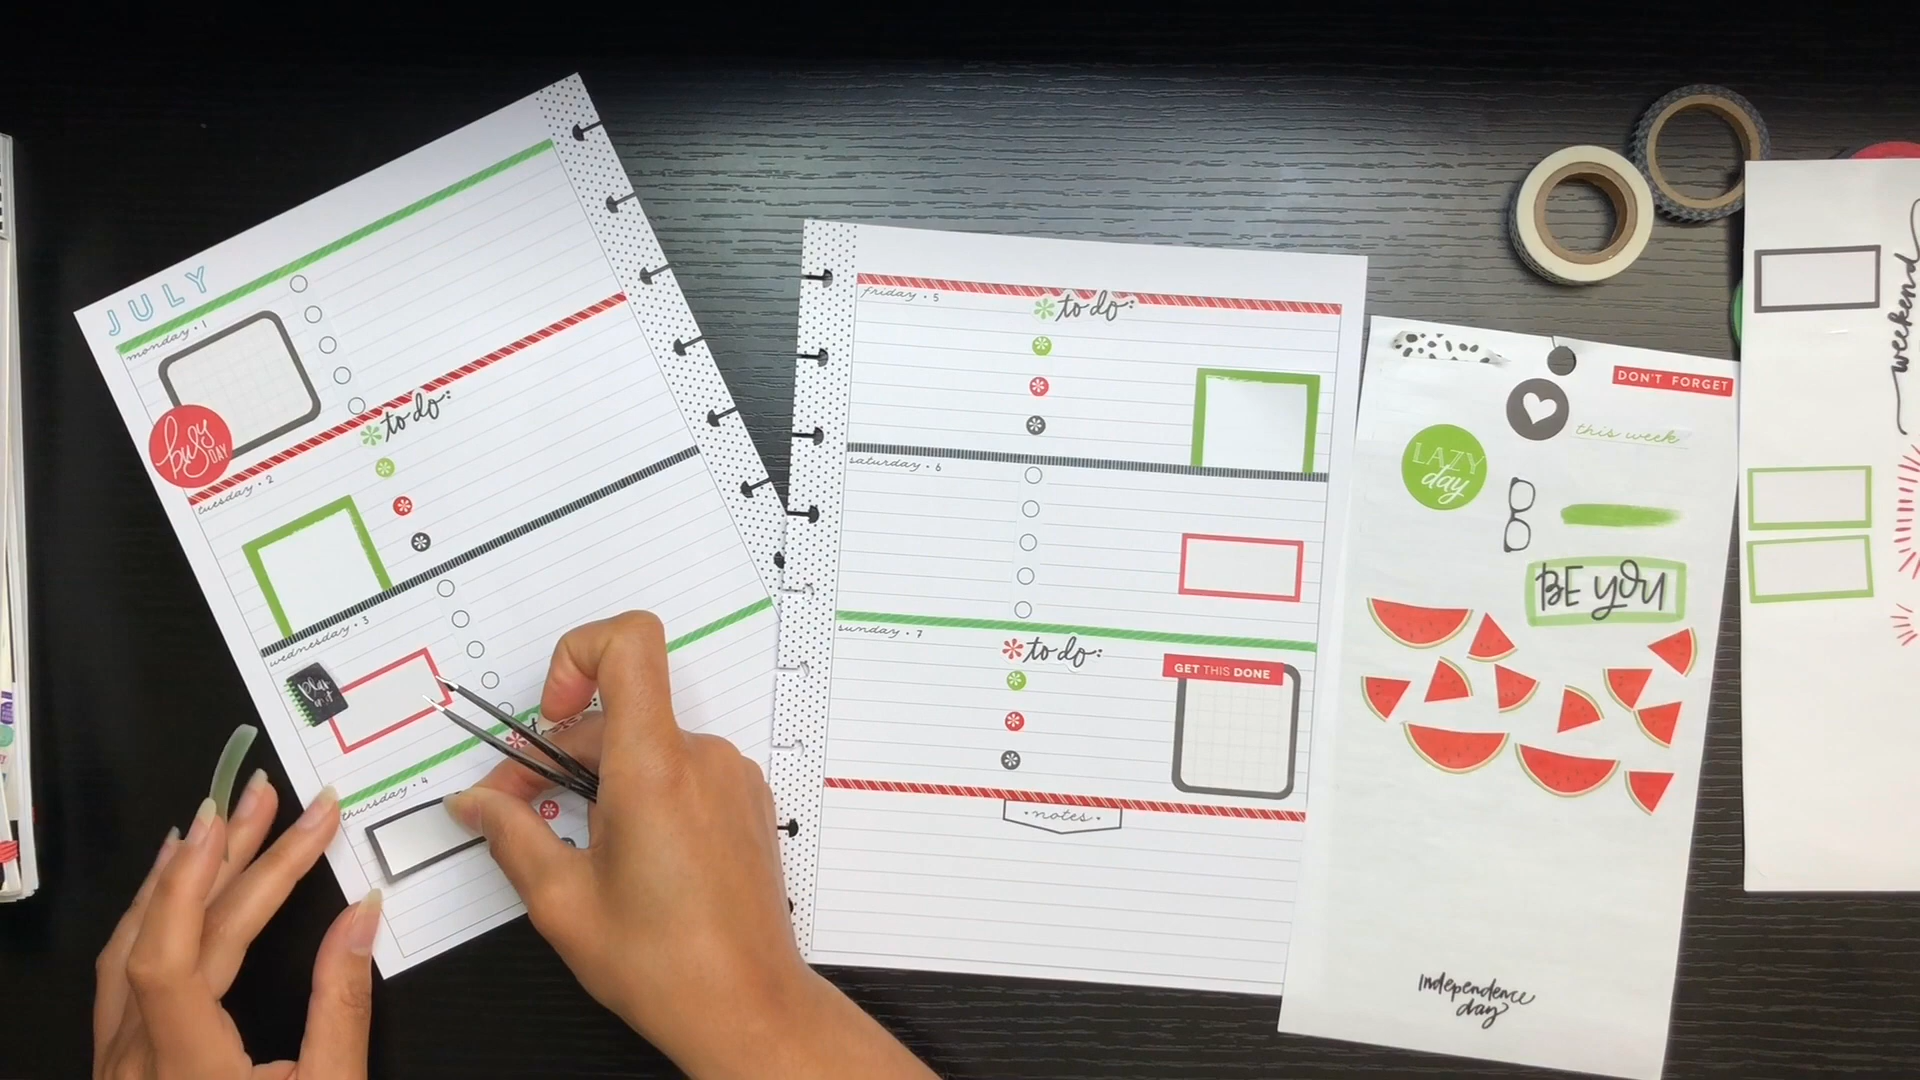 JULY
monday · 1
busy
DAY
tuesday · 2
to do:
wednesday · 3
plan
thursday · 4
friday · 5
to do:
saturday · 6
sunday · 7
to do:
GET THIS DONE
· notes ·
DON'T FORGET
this week
LAZY
day
BE YOU
independence
day
weekend